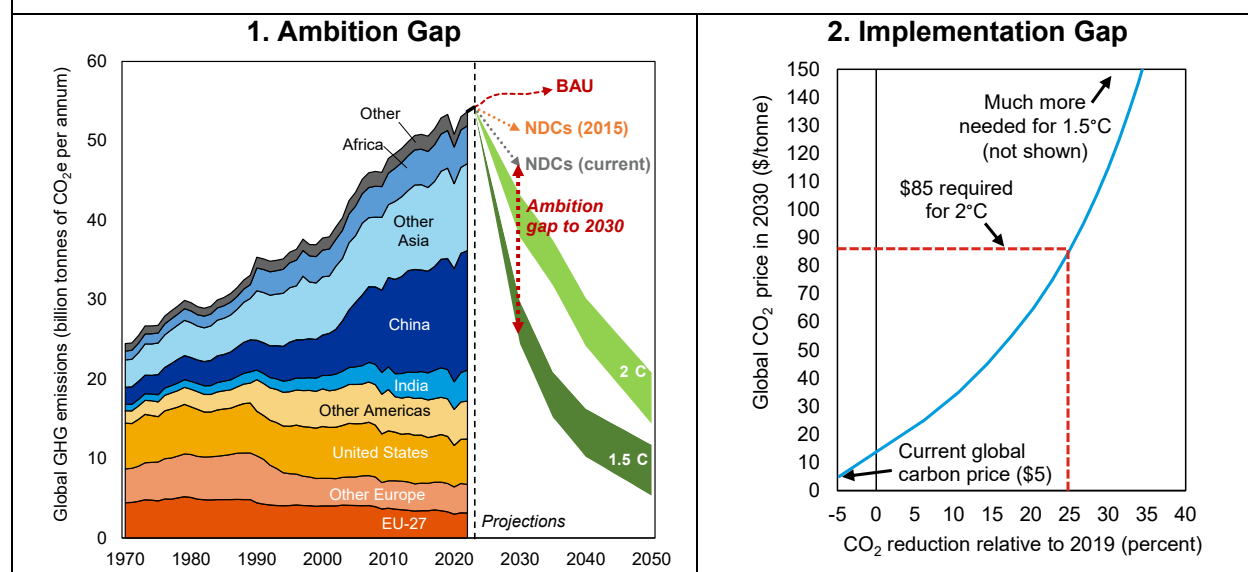 1. Ambition Gap
Global GHG emissions (billion tonnes of CO₂e per annum)
60
50
40
30
20
10
0
1970
1980
1990
2000
2010
2020
2030
2040
2050
Other
Africa
Other
Asia
China
India
Other Americas
United States
Other Europe
EU-27
BAU
NDCs (2015)
NDCs (current)
Ambition
gap to 2030
2 C
1.5 C
Projections
2. Implementation Gap
Global CO₂ price in 2030 ($/tonne)
150
140
130
120
110
100
90
80
70
60
50
40
30
20
10
0
Much more
needed for 1.5°C
(not shown)
$85 required
for 2°C
Current global
carbon price ($5)
-5
0
5
10
15
20
25
30
35
40
CO₂ reduction relative to 2019 (percent)